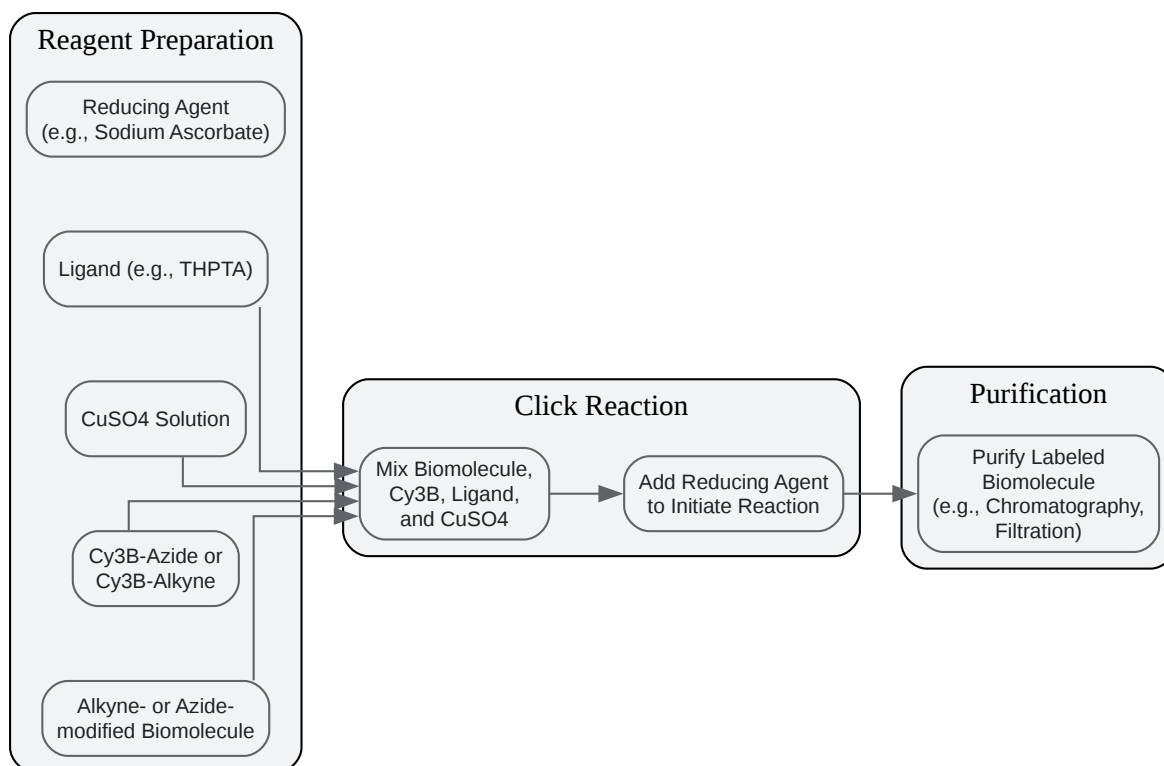 Reagent Preparation
Reducing Agent
(e.g., Sodium Ascorbate)
Ligand (e.g., THPTA)
CuSO4 Solution
Cy3B-Azide or
Cy3B-Alkyne
Alkyne- or Azide-
modified Biomolecule
Click Reaction
Mix Biomolecule,
Cy3B, Ligand,
and CuSO4
Add Reducing Agent
to Initiate Reaction
Purification
Purify Labeled
Biomolecule
(e.g., Chromatography,
Filtration)